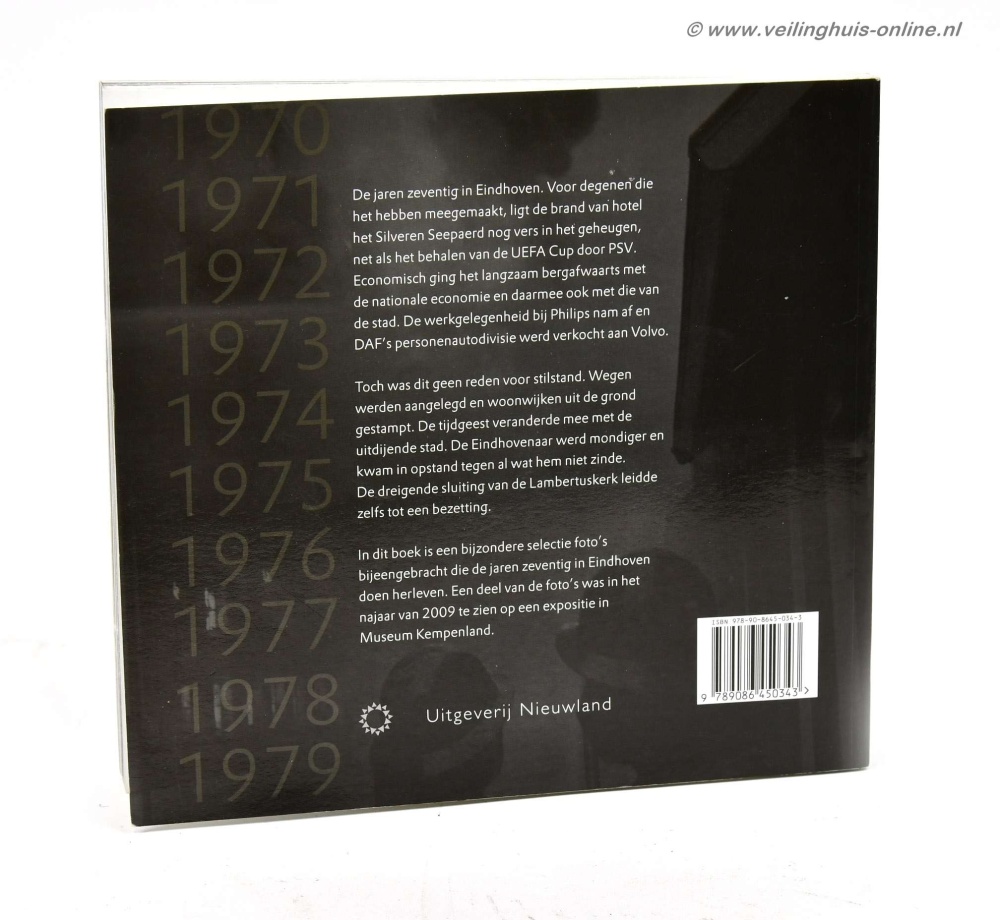 © www.veilinghuis-online.nl
1970
1971
1972
1973
1974
1975
1976
1977
1978
1979
De jaren zeventig in Eindhoven. Voor degenen die
het hebben meegemaakt, ligt de brand van hotel
het Silveren Seepaerd nog vers in het geheugen,
net als het behalen van de UEFA Cup door PSV.
Economisch ging het langzaam bergafwaarts met
de nationale economie en daarmee ook met die van
de stad. De werkgelegenheid bij Philips nam af en
DAF's personenautodivisie werd verkocht aan Volvo.
Toch was dit geen reden voor stilstand. Wegen
werden aangelegd en woonwijken uit de grond
gestampt. De tijdgeest veranderde mee met de
uitdijende stad. De Eindhovenaar werd mondiger en
kwam in opstand tegen al wat hem niet zinde.
De dreigende sluiting van de Lambertuskerk leidde
zelfs tot een bezetting.
In dit boek is een bijzondere selectie foto's
bijeengebracht die de jaren zeventig in Eindhoven
doen herleven. Een deel van de foto's was in het
najaar van 2009 te zien op een expositie in
Museum Kempenland.
Uitgeverij Nieuwland
ISBN 978-90-8645-034-3
9 789086 450343 >